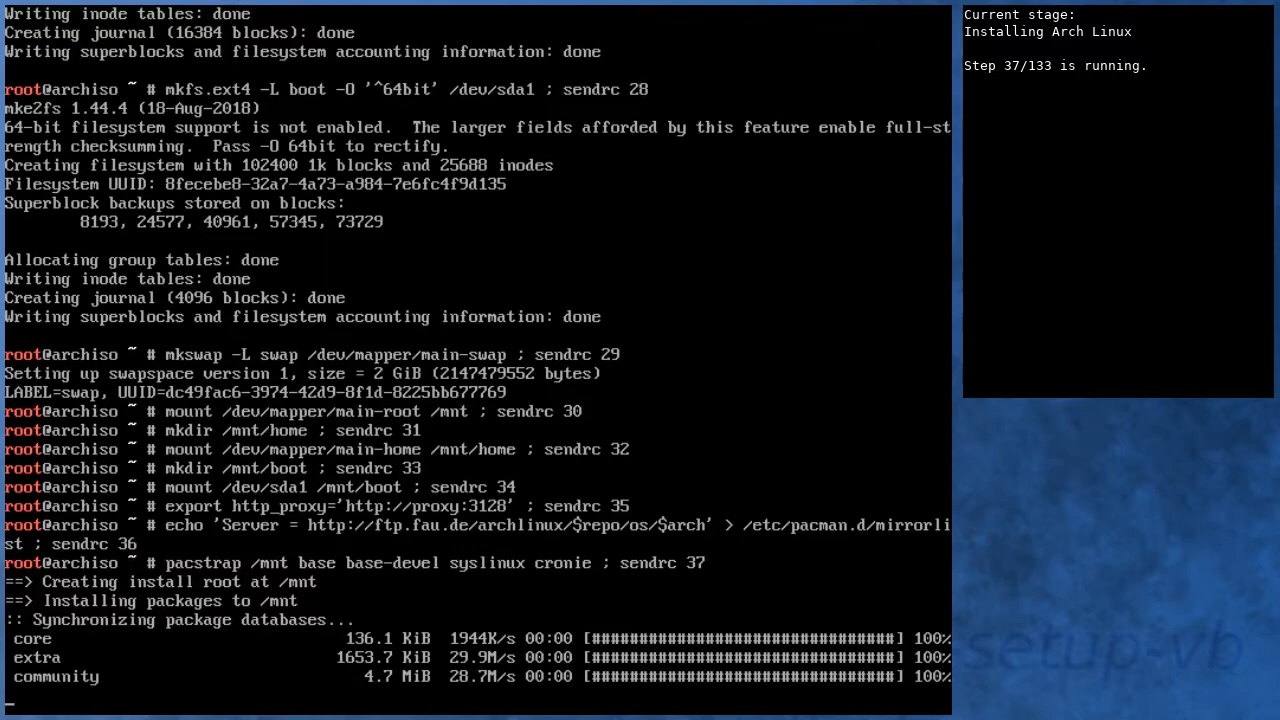 Writing inode tables: done
Creating journal (16384 blocks): done
Writing superblocks and filesystem accounting information: done
root@archiso ~ # mkfs.ext4 -L boot -O '^64bit' /dev/sda1 ; sendrc 28
mke2fs 1.44.4 (18-Aug-2018)
64-bit filesystem support is not enabled.  The larger fields afforded by this feature enable full-st
rength checksumming.  Pass -O 64bit to rectify.
Creating filesystem with 102400 1k blocks and 25688 inodes
Filesystem UUID: 8fecebe8-32a7-4a73-a984-7e6fc4f9d135
Superblock backups stored on blocks:
        8193, 24577, 40961, 57345, 73729
Allocating group tables: done
Writing inode tables: done
Creating journal (4096 blocks): done
Writing superblocks and filesystem accounting information: done
root@archiso ~ # mkswap -L swap /dev/mapper/main-swap ; sendrc 29
Setting up swapspace version 1, size = 2 GiB (2147479552 bytes)
LABEL=swap, UUID=dc49fac6-3974-42d9-8f1d-8225bb677769
root@archiso ~ # mount /dev/mapper/main-root /mnt ; sendrc 30
root@archiso ~ # mkdir /mnt/home ; sendrc 31
root@archiso ~ # mount /dev/mapper/main-home /mnt/home ; sendrc 32
root@archiso ~ # mkdir /mnt/boot ; sendrc 33
root@archiso ~ # mount /dev/sda1 /mnt/boot ; sendrc 34
root@archiso ~ # export http_proxy='http://proxy:3128' ; sendrc 35
root@archiso ~ # echo 'Server = http://ftp.fau.de/archlinux/$repo/os/$arch' > /etc/pacman.d/mirrorli
st ; sendrc 36
root@archiso ~ # pacstrap /mnt base base-devel syslinux cronie ; sendrc 37
==> Creating install root at /mnt
==> Installing packages to /mnt
:: Synchronizing package databases...
 core                               136.1 KiB  1944K/s 00:00 [#################################] 100%
 extra                             1653.7 KiB  29.9M/s 00:00 [#################################] 100%
 community                            4.7 MiB  28.7M/s 00:00 [#################################] 100%
Current stage:
Installing Arch Linux
Step 37/133 is running.
setup-vb